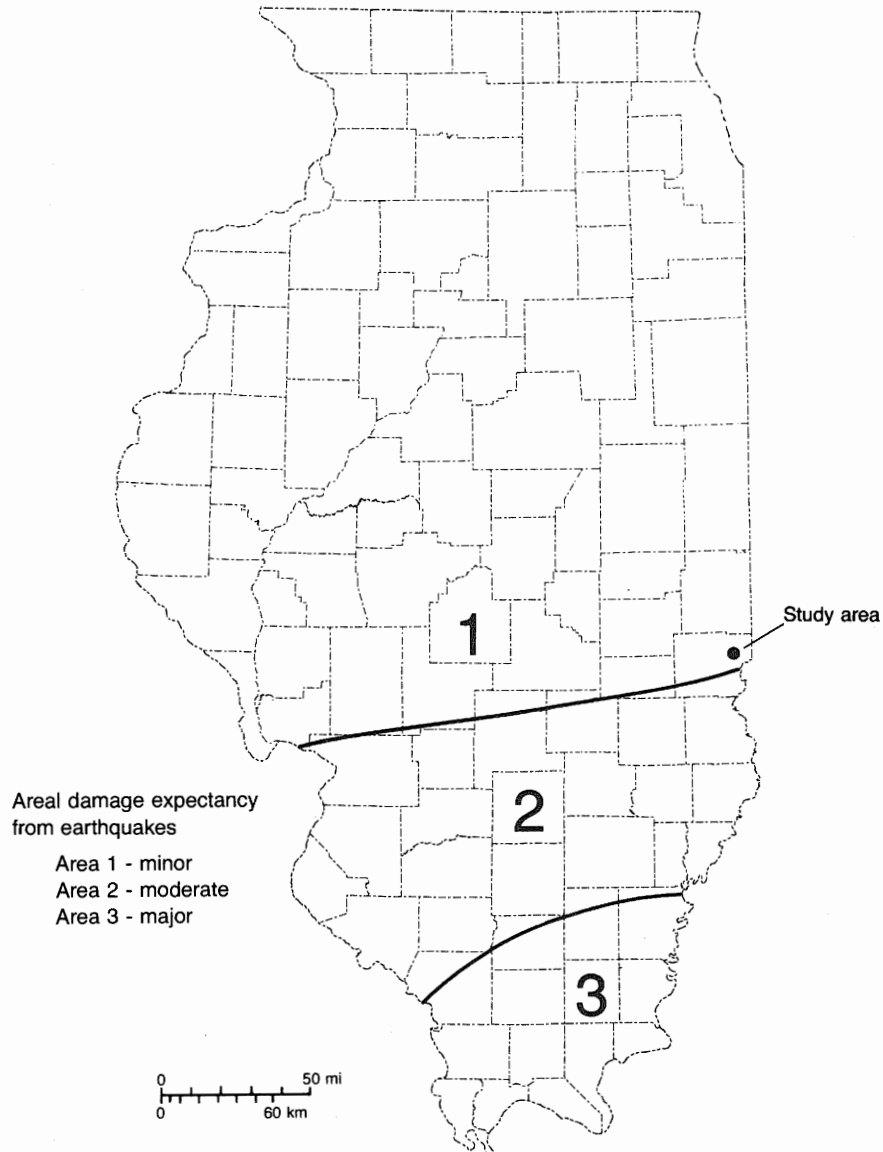 1
Study area
2
Areal damage expectancy
from earthquakes
Area 1 - minor
Area 2 - moderate
Area 3 - major
3
0 50 mi
0 60 km